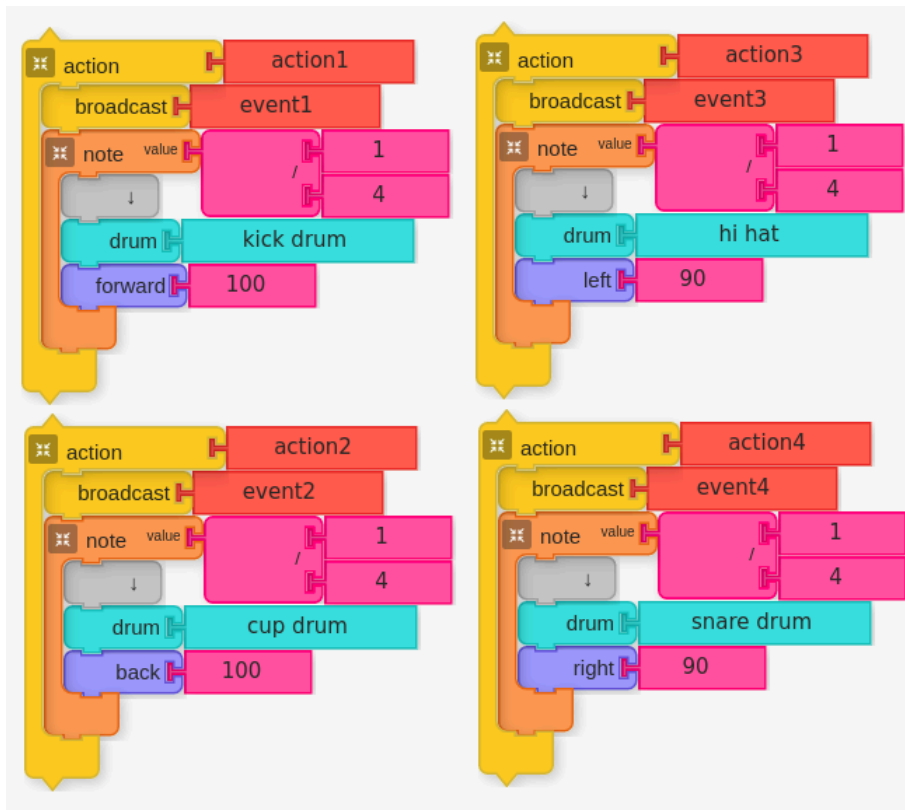 action action1
broadcast event1
note value / 1
4
↓
drum kick drum
forward 100
action action3
broadcast event3
note value / 1
4
↓
drum hi hat
left 90
action action2
broadcast event2
note value / 1
4
↓
drum cup drum
back 100
action action4
broadcast event4
note value / 1
4
↓
drum snare drum
right 90